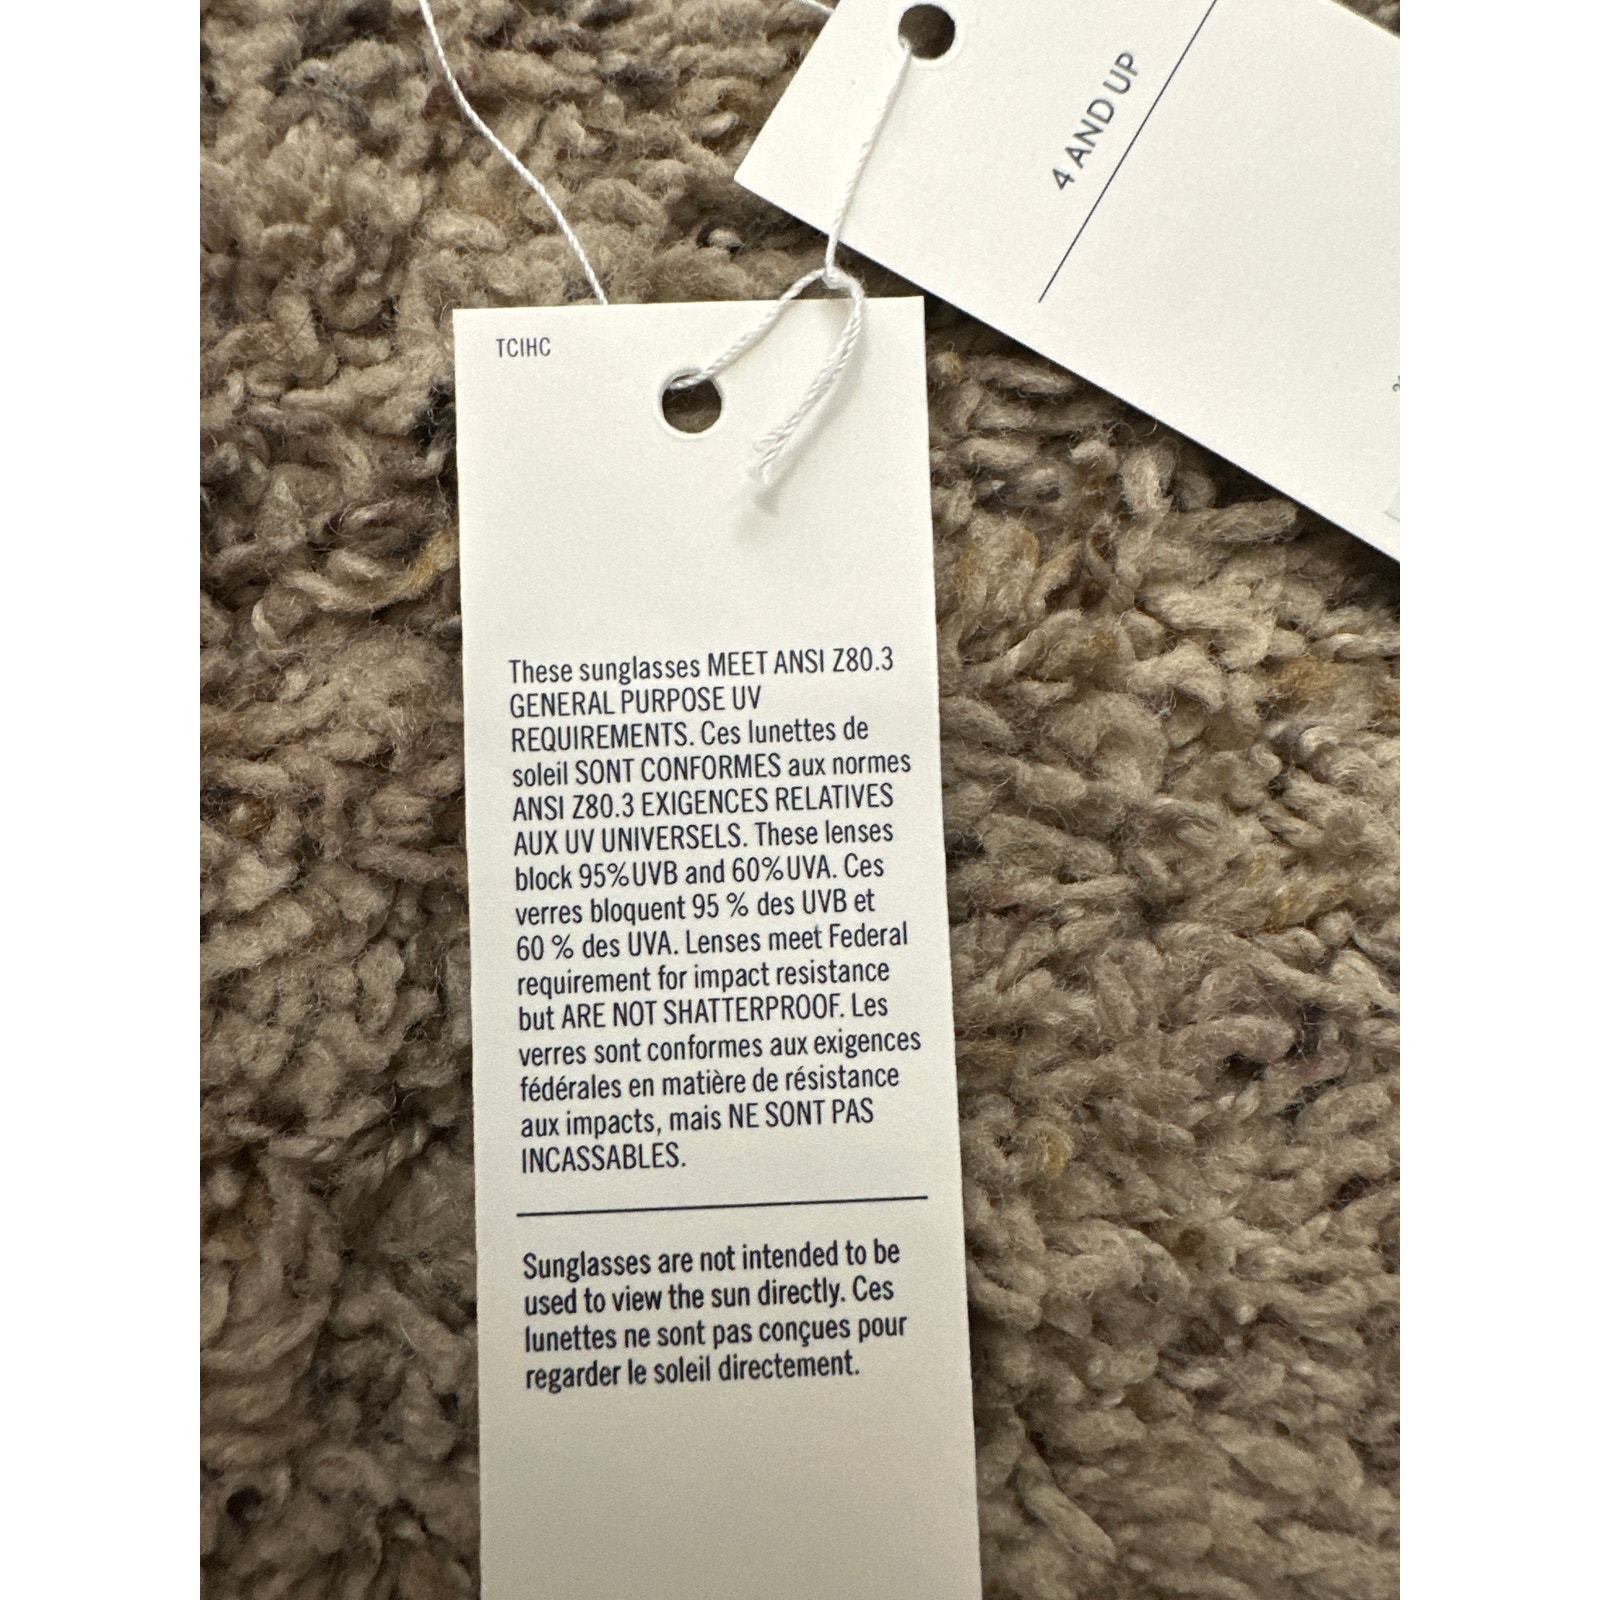 4 AND UP
TCIHC
These sunglasses MEET ANSI Z80.3
GENERAL PURPOSE UV
REQUIREMENTS. Ces lunettes de
soleil SONT CONFORMES aux normes
ANSI Z80.3 EXIGENCES RELATIVES
AUX UV UNIVERSELS. These lenses
block 95%UVB and 60%UVA. Ces
verres bloquent 95 % des UVB et
60 % des UVA. Lenses meet Federal
requirement for impact resistance
but ARE NOT SHATTERPROOF. Les
verres sont conformes aux exigences
fédérales en matière de résistance
aux impacts, mais NE SONT PAS
INCASSABLES.
Sunglasses are not intended to be
used to view the sun directly. Ces
lunettes ne sont pas conçues pour
regarder le soleil directement.